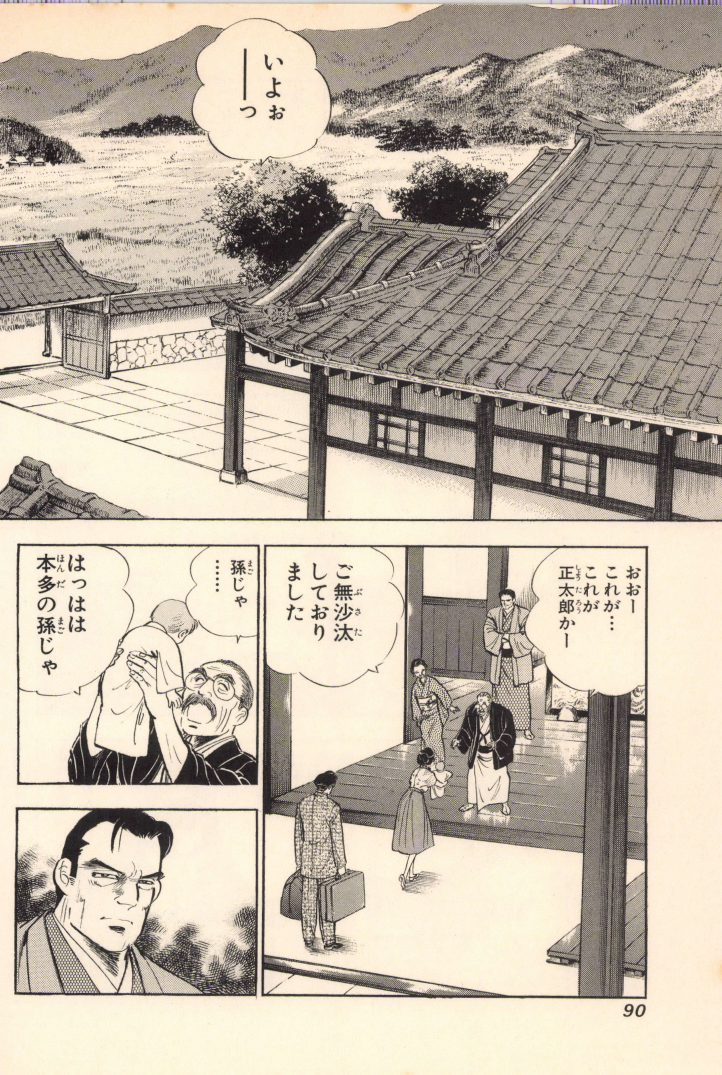 いよぉ
──っ
おおー
これが…
これが
正太郎かー
ご無沙汰
しており
ました
孫じゃ
……
はっはは
本多の孫じゃ
90